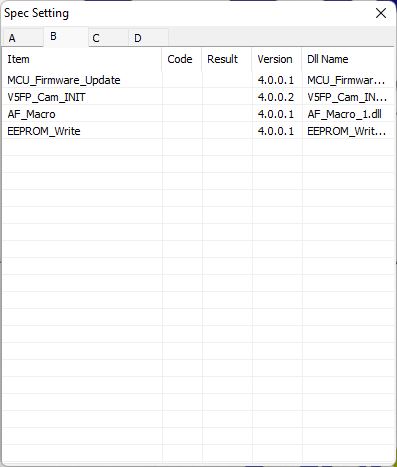 Spec Setting
A B C D
Item Code Result Version Dll Name
MCU_Firmware_Update 4.0.0.1 MCU_Firmwar...
V5FP_Cam_INIT 4.0.0.2 V5FP_Cam_IN...
AF_Macro 4.0.0.1 AF_Macro_1.dll
EEPROM_Write 4.0.0.1 EEPROM_Writ...